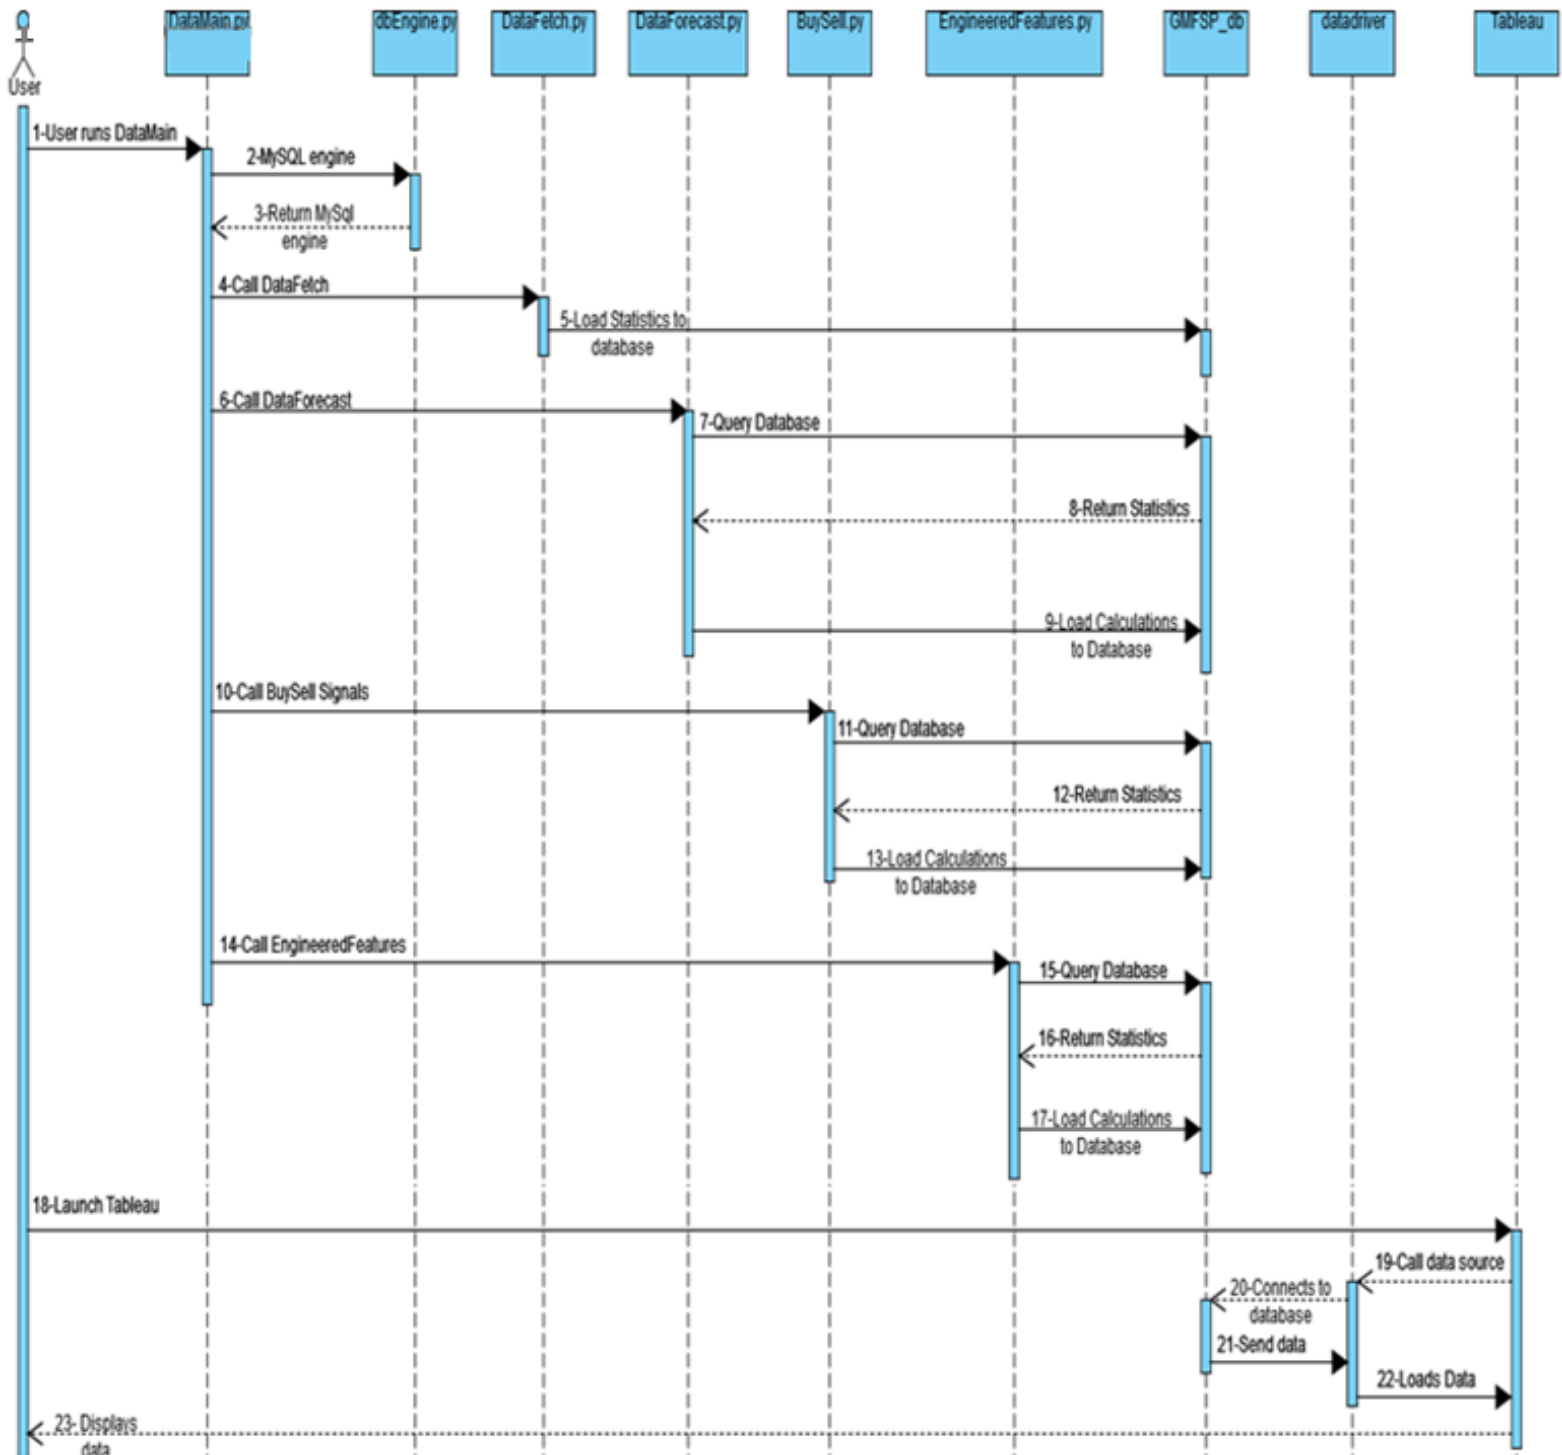 DataMain.py
dbEngine.py
DataFetch.py
DataForecast.py
BuySell.py
EngineeredFeatures.py
GMFSP_db
datadriver
Tableau
User
1-User runs DataMain
2-MySQL engine
3-Return MySql
engine
4-Call DataFetch
5-Load Statistics to
database
6-Call DataForecast
7-Query Database
8-Return Statistics
9-Load Calculations
to Database
10-Call BuySell Signals
11-Query Database
12-Return Statistics
13-Load Calculations
to Database
14-Call EngineeredFeatures
15-Query Database
16-Return Statistics
17-Load Calculations
to Database
18-Launch Tableau
19-Call data source
20-Connects to
database
21-Send data
22-Loads Data
23- Displays
data